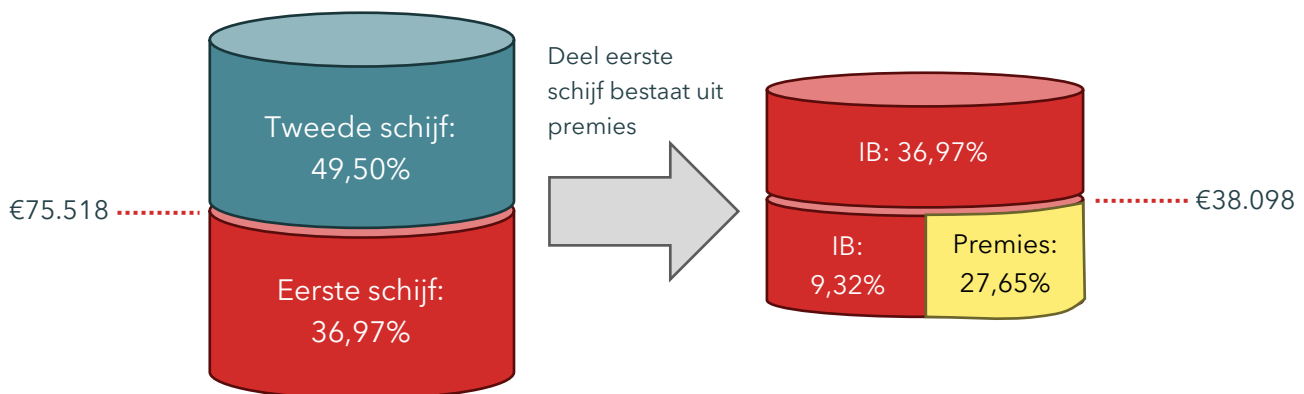 Tweede schijf:
49,50%
€75.518
Eerste schijf:
36,97%
Deel eerste
schijf bestaat uit
premies
IB: 36,97%
€38.098
IB:
9,32%
Premies:
27,65%